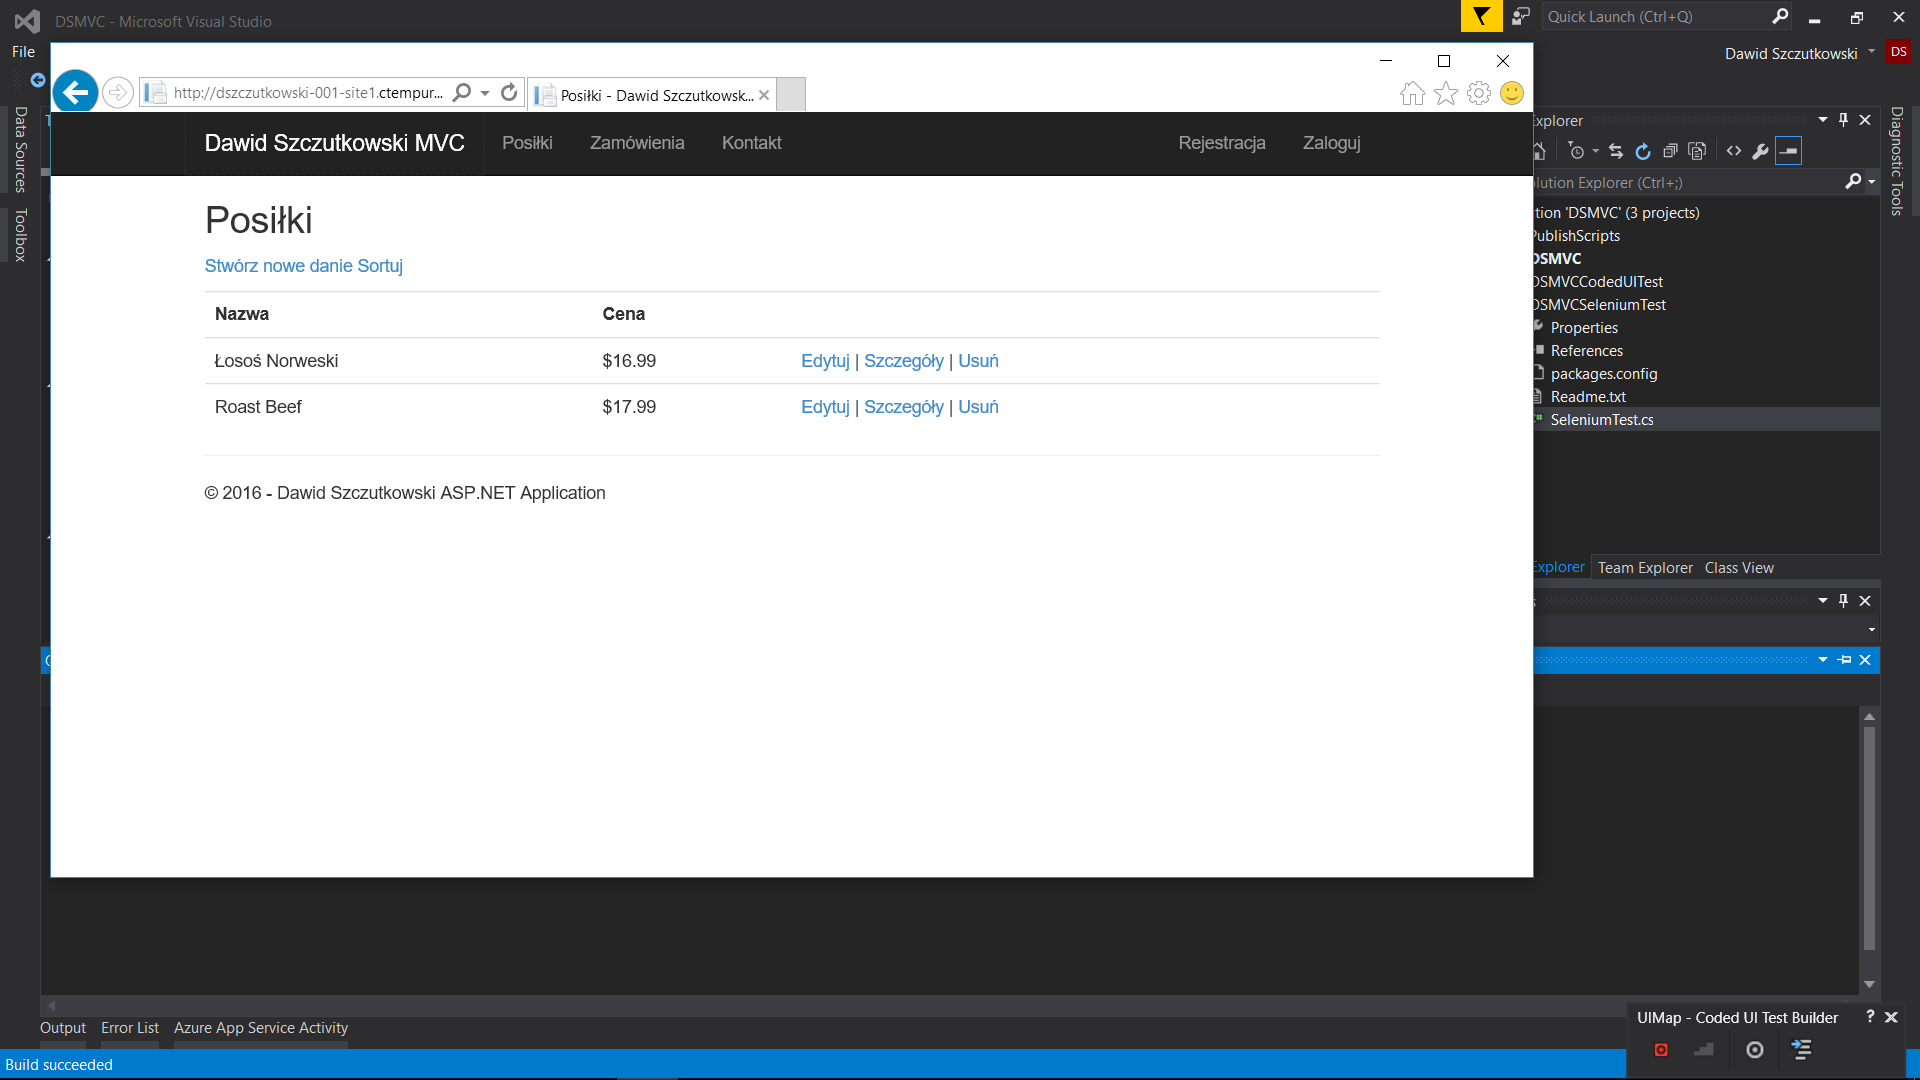 DSMVC - Microsoft Visual Studio
Quick Launch (Ctrl+Q)
File
Dawid Szczutkowski
DS
http://dszczutkowski-001-site1.ctempur...
Posiłki - Dawid Szczutkowsk...
Dawid Szczutkowski MVC
Posiłki
Zamówienia
Kontakt
Rejestracja
Zaloguj
Posiłki
Stwórz nowe danie Sortuj
Nazwa Cena
Łosoś Norweski $16.99 Edytuj | Szczegóły | Usuń
Roast Beef $17.99 Edytuj | Szczegóły | Usuń
© 2016 - Dawid Szczutkowski ASP.NET Application
Data Sources
Toolbox
Explorer
lution Explorer (Ctrl+;)
tion 'DSMVC' (3 projects)
PublishScripts
DSMVC
DSMVCCodedUITest
DSMVCSeleniumTest
Properties
References
packages.config
Readme.txt
SeleniumTest.cs
Explorer
Team Explorer
Class View
Diagnostic Tools
Output
Error List
Azure App Service Activity
UIMap - Coded UI Test Builder
?
Build succeeded